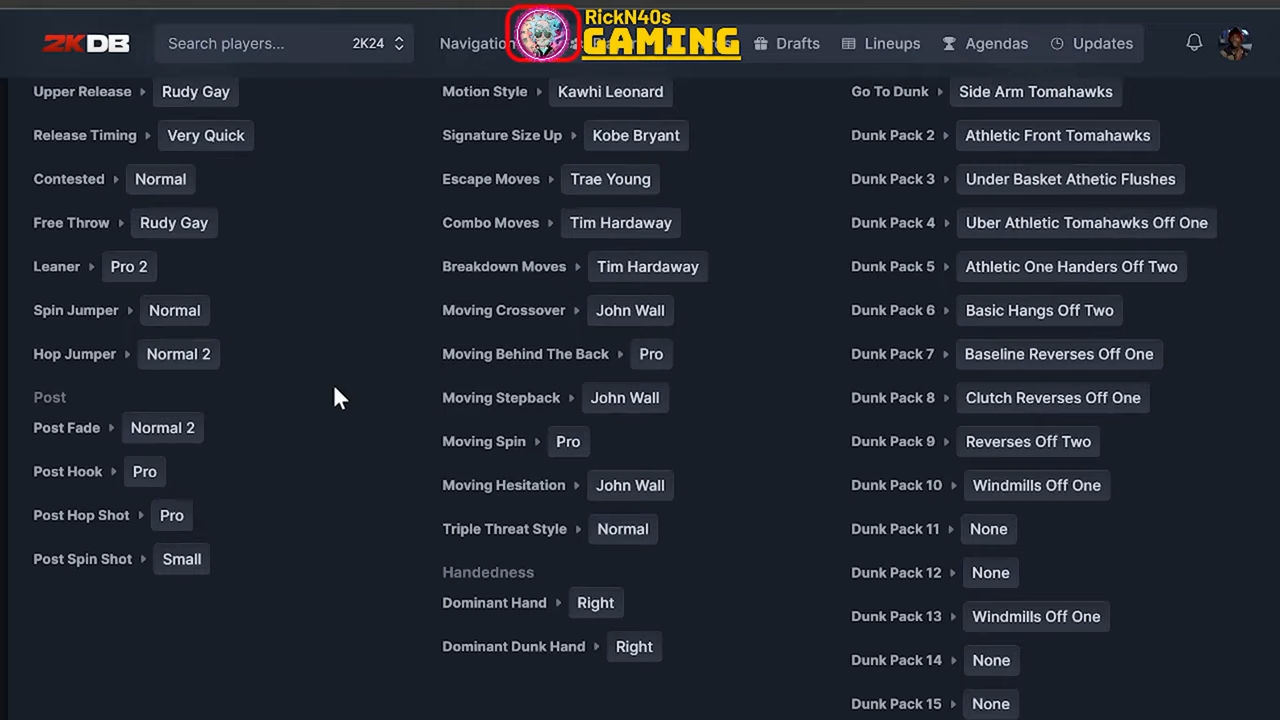 RickN40s
GAMING
2KDB
Search players...
2K24
Navigation
Drafts
Lineups
Agendas
Updates
Upper Release
Rudy Gay
Release Timing
Very Quick
Contested
Normal
Free Throw
Rudy Gay
Leaner
Pro 2
Spin Jumper
Normal
Hop Jumper
Normal 2
Post
Post Fade
Normal 2
Post Hook
Pro
Post Hop Shot
Pro
Post Spin Shot
Small
Motion Style
Kawhi Leonard
Signature Size Up
Kobe Bryant
Escape Moves
Trae Young
Combo Moves
Tim Hardaway
Breakdown Moves
Tim Hardaway
Moving Crossover
John Wall
Moving Behind The Back
Pro
Moving Stepback
John Wall
Moving Spin
Pro
Moving Hesitation
John Wall
Triple Threat Style
Normal
Handedness
Dominant Hand
Right
Dominant Dunk Hand
Right
Go To Dunk
Side Arm Tomahawks
Dunk Pack 2
Athletic Front Tomahawks
Dunk Pack 3
Under Basket Athetic Flushes
Dunk Pack 4
Uber Athletic Tomahawks Off One
Dunk Pack 5
Athletic One Handers Off Two
Dunk Pack 6
Basic Hangs Off Two
Dunk Pack 7
Baseline Reverses Off One
Dunk Pack 8
Clutch Reverses Off One
Dunk Pack 9
Reverses Off Two
Dunk Pack 10
Windmills Off One
Dunk Pack 11
None
Dunk Pack 12
None
Dunk Pack 13
Windmills Off One
Dunk Pack 14
None
Dunk Pack 15
None